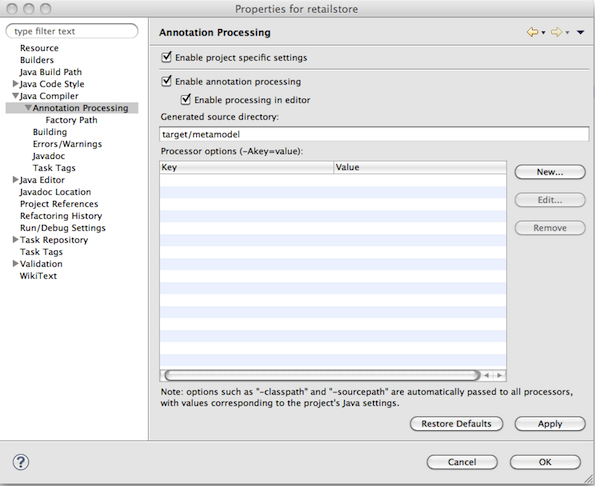 Properties for retailstore
type filter text
Resource
Builders
Java Build Path
Java Code Style
Java Compiler
Annotation Processing
Factory Path
Building
Errors/Warnings
Javadoc
Task Tags
Java Editor
Javadoc Location
Project References
Refactoring History
Run/Debug Settings
Task Repository
Task Tags
Validation
WikiText
Annotation Processing
Enable project specific settings
Enable annotation processing
Enable processing in editor
Generated source directory:
target/metamodel
Processor options (-Akey=value):
Key Value
New...
Edit...
Remove
Note: options such as "-classpath" and "-sourcepath" are automatically passed to all processors,
with values corresponding to the project's Java settings.
Restore Defaults Apply
? Cancel OK